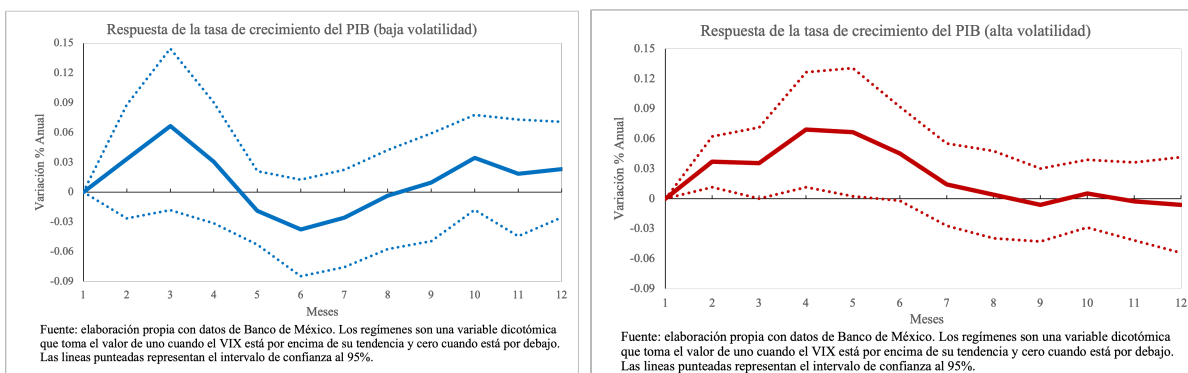 Respuesta de la tasa de crecimiento del PIB (baja volatilidad)
0.15
0.12
0.09
0.06
0.03
0
-0.03
-0.06
-0.09
Variación % Anual
1 2 3 4 5 6 7 8 9 10 11 12
Meses
Fuente: elaboración propia con datos de Banco de México. Los regímenes son una variable dicotómica
que toma el valor de uno cuando el VIX está por encima de su tendencia y cero cuando está por debajo.
Las lineas punteadas representan el intervalo de confianza al 95%.
Respuesta de la tasa de crecimiento del PIB (alta volatilidad)
0.15
0.12
0.09
0.06
0.03
0
-0.03
-0.06
-0.09
Variación % Anual
1 2 3 4 5 6 7 8 9 10 11 12
Meses
Fuente: elaboración propia con datos de Banco de México. Los regímenes son una variable dicotómica
que toma el valor de uno cuando el VIX está por encima de su tendencia y cero cuando está por debajo.
Las lineas punteadas representan el intervalo de confianza al 95%.